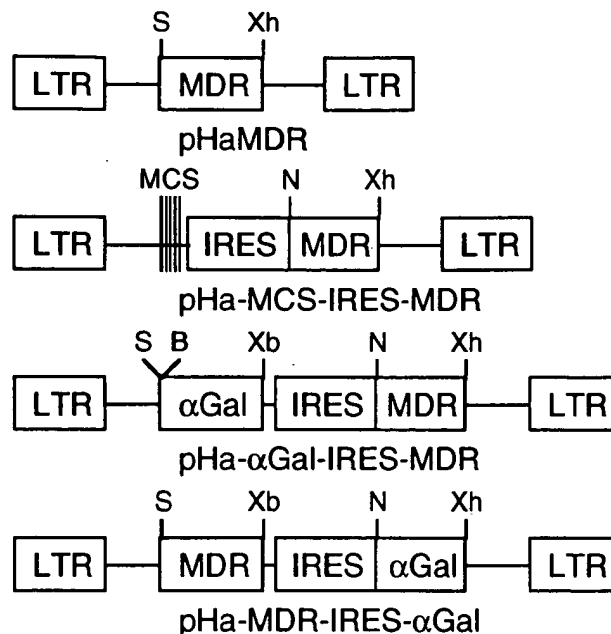 S Xh
LTR MDR LTR
pHaMDR
MCS N Xh
LTR IRES MDR LTR
pHa-MCS-IRES-MDR
S B Xb N Xh
LTR αGal IRES MDR LTR
pHa-αGal-IRES-MDR
S Xb N Xh
LTR MDR IRES αGal LTR
pHa-MDR-IRES-αGal